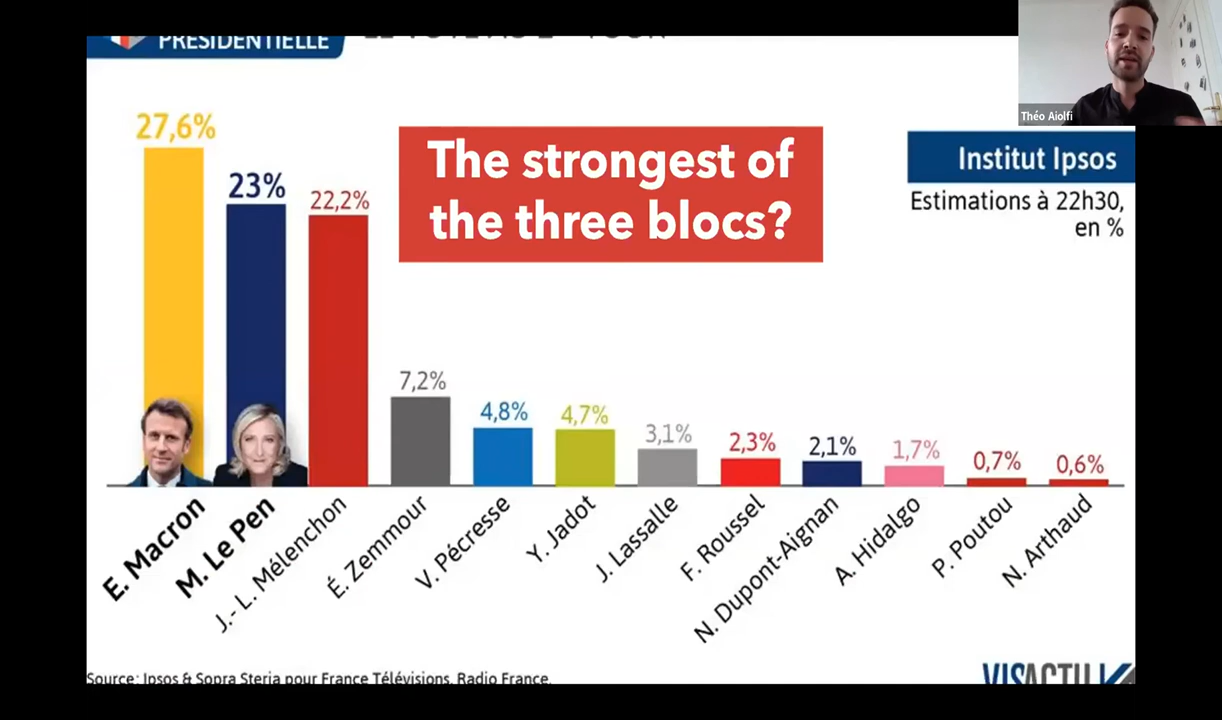 PRÉSIDENTIELLE
Théo Aiolfi
The strongest of
the three blocs?
Institut Ipsos
Estimations à 22h30,
en %
27,6%
23%
22,2%
7,2%
4,8%
4,7%
3,1%
2,3%
2,1%
1,7%
0,7%
0,6%
E. Macron
M. Le Pen
J.- L. Mélenchon
É. Zemmour
V. Pécresse
Y. Jadot
J. Lassalle
F. Roussel
N. Dupont-Aignan
A. Hidalgo
P. Poutou
N. Arthaud
Source: Ipsos & Sopra Steria pour France Télévisions, Radio France.
VISACTU